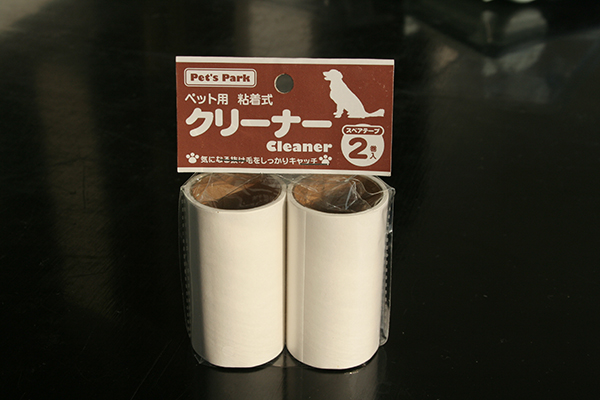 Pet's Park
ペット用 粘着式
クリーナー
Cleaner
スペアテープ
2巻入
気になる抜け毛をしっかりキャッチ